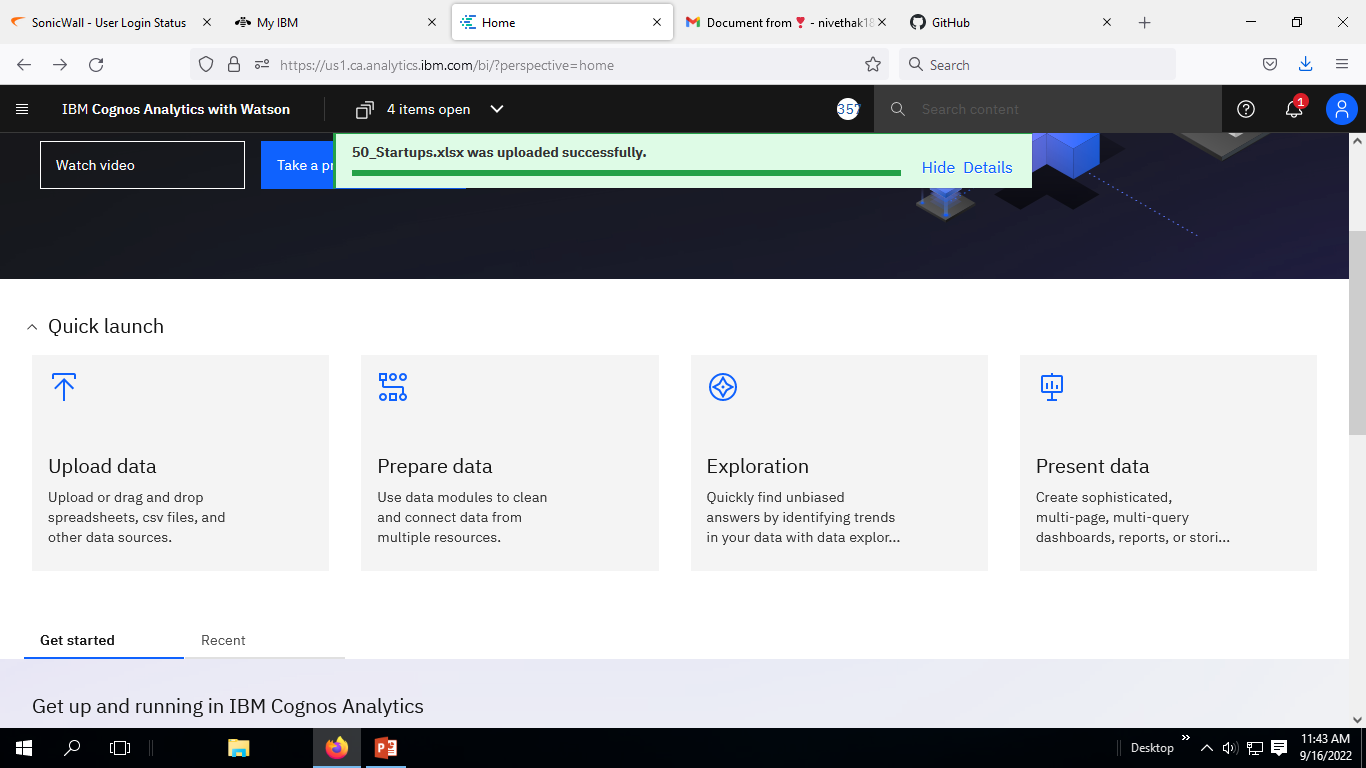 SonicWall - User Login Status
My IBM
Home
Document from ❣ - nivethak18
GitHub
https://us1.ca.analytics.ibm.com/bi/?perspective=home
Search
IBM Cognos Analytics with Watson
4 items open
357
Search content
1
Watch video
Take a pr
50_Startups.xlsx was uploaded successfully.
Hide Details
Quick launch
Upload data
Upload or drag and drop
spreadsheets, csv files, and
other data sources.
Prepare data
Use data modules to clean
and connect data from
multiple resources.
Exploration
Quickly find unbiased
answers by identifying trends
in your data with data explor...
Present data
Create sophisticated,
multi-page, multi-query
dashboards, reports, or stori...
Get started
Recent
Get up and running in IBM Cognos Analytics
Desktop
11:43 AM
9/16/2022